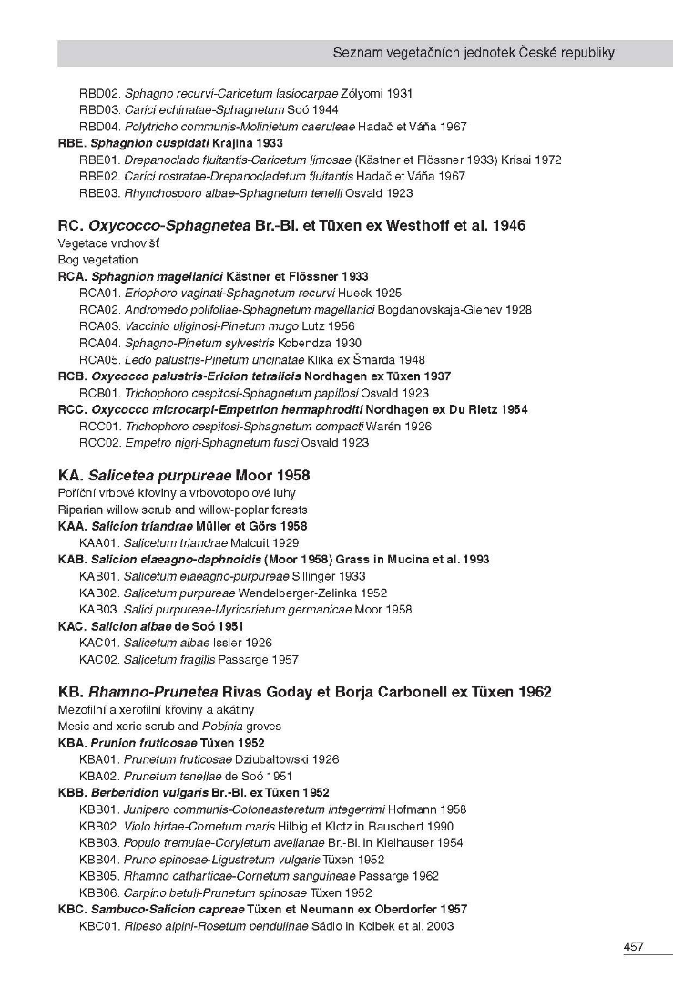 Seznam vegetačních jednotek České republiky
RBD02. Sphagno recurvi-Caricetum lasiocarpae Zólyomi 1931
RBD03. Carici echinatae-Sphagnetum Soó 1944
RBD04. Polytricho communis-Molinietum caeruleae Hadač et Váňa 1967
RBE. Sphagnion cuspidati Krajina 1933
RBE01. Drepanoclado fluitantis-Caricetum limosae (Kästner et Flössner 1933) Krisai 1972
RBE02. Carici rostratae-Drepanocladetum fluitantis Hadač et Váňa 1967
RBE03. Rhynchosporo albae-Sphagnetum tenelli Osvald 1923
RC. Oxycocco-Sphagnetea Br.-Bl. et Tüxen ex Westhoff et al. 1946
Vegetace vrchovišť
Bog vegetation
RCA. Sphagnion magellanici Kästner et Flössner 1933
RCA01. Eriophoro vaginati-Sphagnetum recurvi Hueck 1925
RCA02. Andromedo polifoliae-Sphagnetum magellanici Bogdanovskaja-Gienev 1928
RCA03. Vaccinio uliginosi-Pinetum mugo Lutz 1956
RCA04. Sphagno-Pinetum sylvestris Kobendza 1930
RCA05. Ledo palustris-Pinetum uncinatae Klika ex Šmarda 1948
RCB. Oxycocco palustris-Ericion tetralicis Nordhagen ex Tüxen 1937
RCB01. Trichophoro cespitosi-Sphagnetum papillosi Osvald 1923
RCC. Oxycocco microcarpi-Empetrion hermaphroditi Nordhagen ex Du Rietz 1954
RCC01. Trichophoro cespitosi-Sphagnetum compacti Warén 1926
RCC02. Empetro nigri-Sphagnetum fusci Osvald 1923
KA. Salicetea purpureae Moor 1958
Poříční vrbové křoviny a vrbovotopolové luhy
Riparian willow scrub and willow-poplar forests
KAA. Salicion triandrae Müller et Görs 1958
KAA01. Salicetum triandrae Malcuit 1929
KAB. Salicion elaeagno-daphnoidis (Moor 1958) Grass in Mucina et al. 1993
KAB01. Salicetum elaeagno-purpureae Sillinger 1933
KAB02. Salicetum purpureae Wendelberger-Zelinka 1952
KAB03. Salici purpureae-Myricarietum germanicae Moor 1958
KAC. Salicion albae de Soó 1951
KAC01. Salicetum albae Issler 1926
KAC02. Salicetum fragilis Passarge 1957
KB. Rhamno-Prunetea Rivas Goday et Borja Carbonell ex Tüxen 1962
Mezofilní a xerofilní křoviny a akátiny
Mesic and xeric scrub and Robinia groves
KBA. Prunion fruticosae Tüxen 1952
KBA01. Prunetum fruticosae Dziubałtowski 1926
KBA02. Prunetum tenellae de Soó 1951
KBB. Berberidion vulgaris Br.-Bl. ex Tüxen 1952
KBB01. Junipero communis-Cotoneasteretum integerrimi Hofmann 1958
KBB02. Violo hirtae-Cornetum maris Hilbig et Klotz in Rauschert 1990
KBB03. Populo tremulae-Coryletum avellanae Br.-Bl. in Kielhauser 1954
KBB04. Pruno spinosae-Ligustretum vulgaris Tüxen 1952
KBB05. Rhamno catharticae-Cornetum sanguineae Passarge 1962
KBB06. Carpino betuli-Prunetum spinosae Tüxen 1952
KBC. Sambuco-Salicion capreae Tüxen et Neumann ex Oberdorfer 1957
KBC01. Ribeso alpini-Rosetum pendulinae Sádlo in Kolbek et al. 2003
457